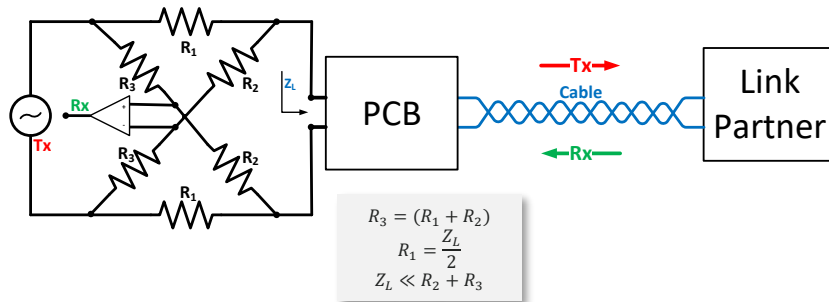 R1
R3
R2
ZL
Rx
+
-
Tx
R3
R2
R1
PCB
Tx
Cable
Rx
Link
Partner
R3 = (R1 + R2)
R1 = ZL/2
ZL ≪ R2 + R3